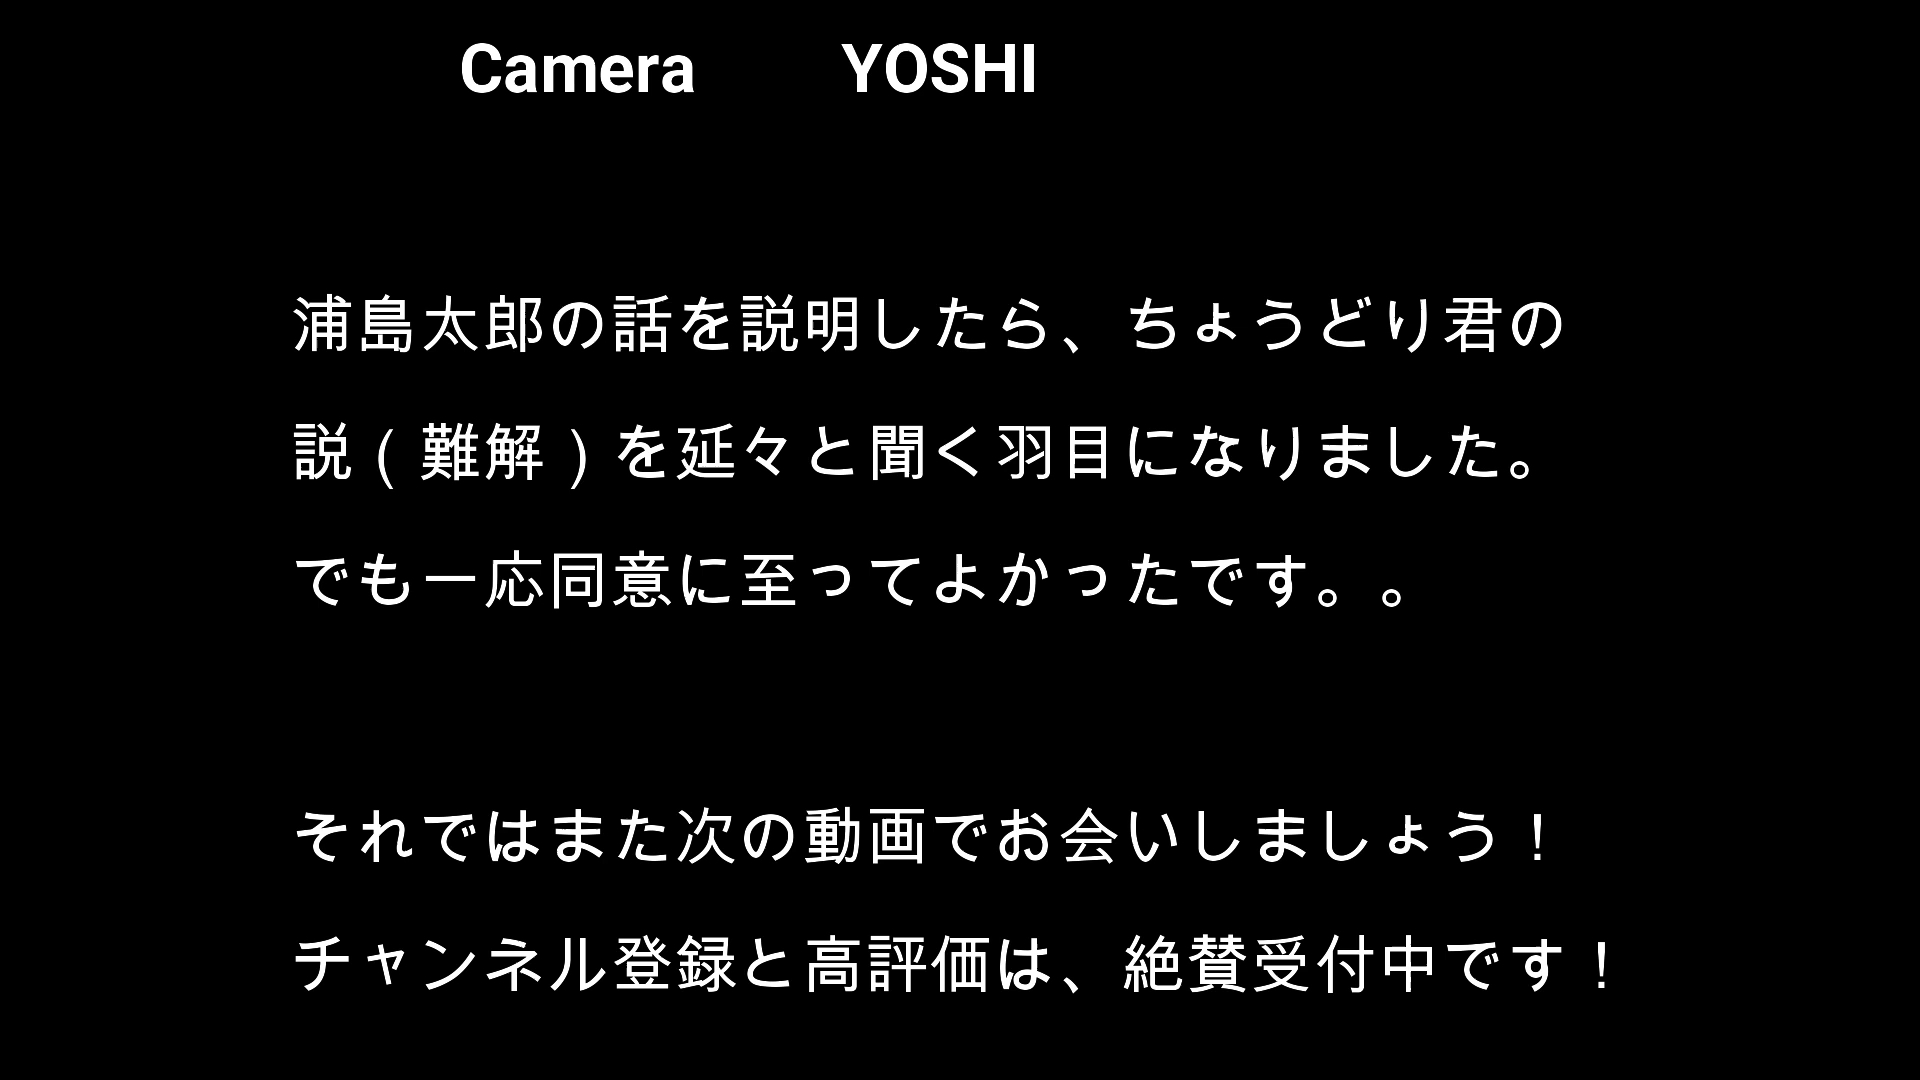 Camera YOSHI
浦島太郎の話を説明したら、ちょうどり君の
説(難解)を延々と聞く羽目になりました。
でも一応同意に至ってよかったです。。
それではまた次の動画でお会いしましょう！
チャンネル登録と高評価は、絶賛受付中です！